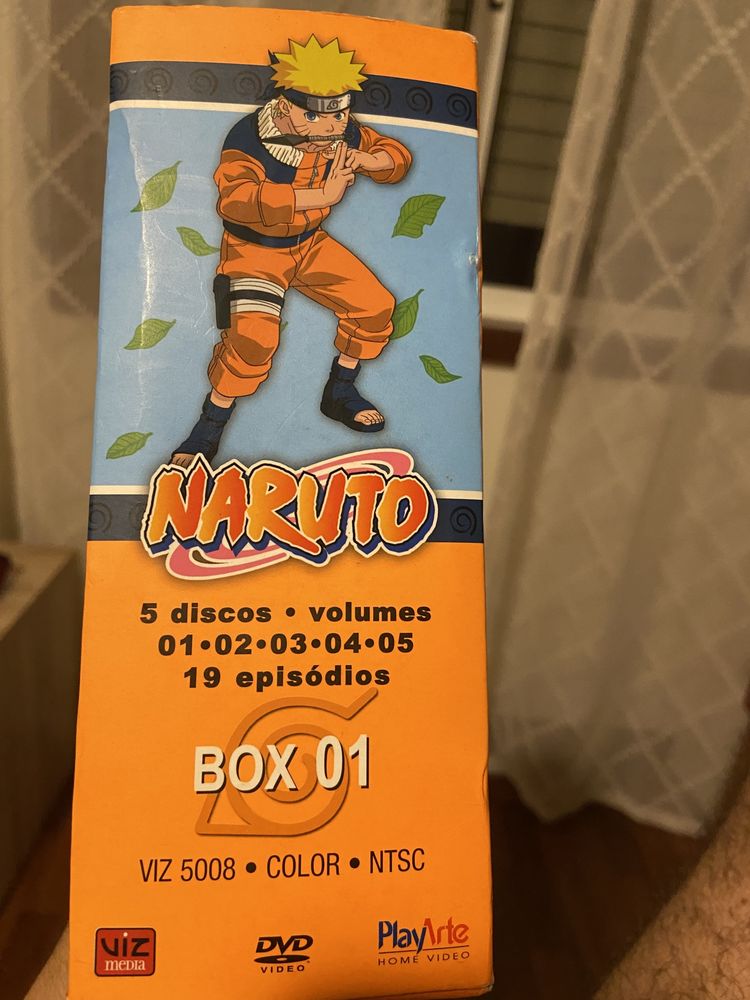 NARUTO
5 discos • volumes
01•02•03•04•05
19 episódios
BOX 01
VIZ 5008 • COLOR • NTSC
VIZ
MEDIA
DVD
VIDEO
PlayArte
HOME VIDEO